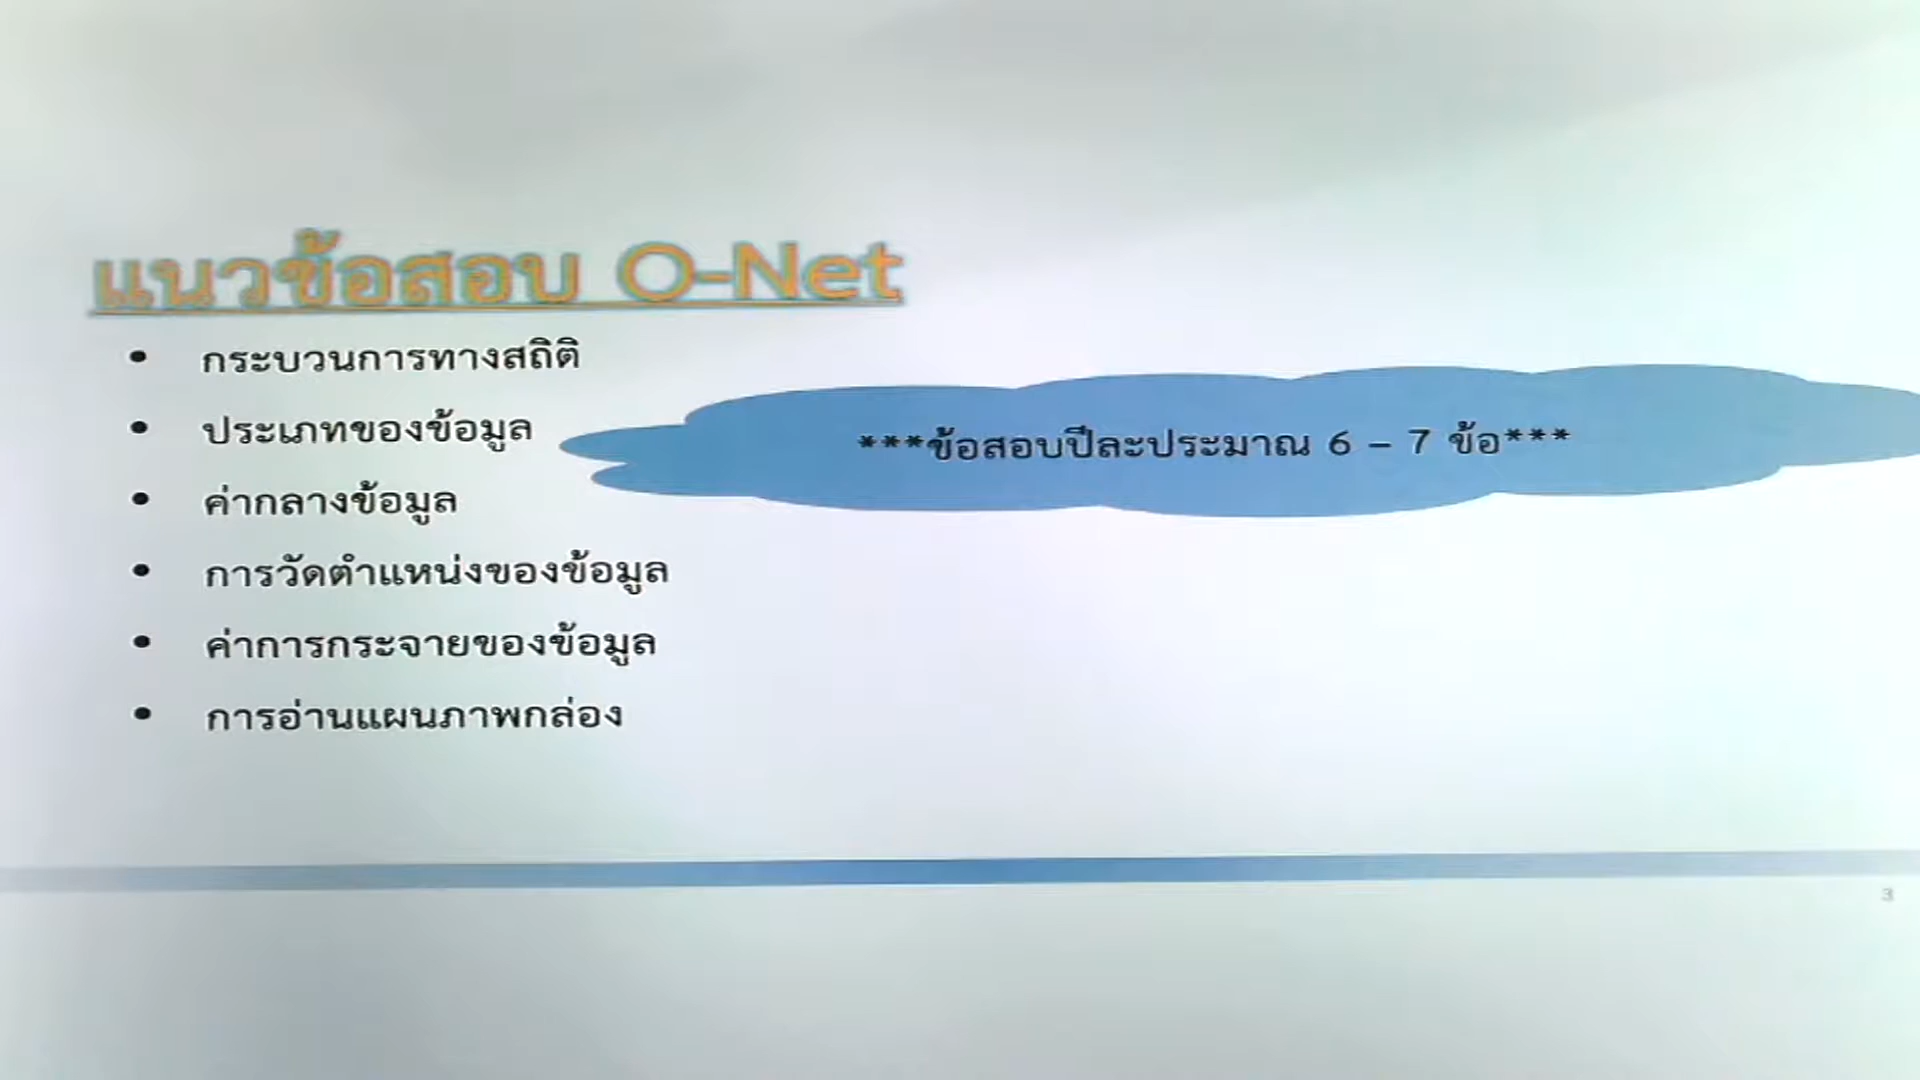 แนวข้อสอบ O-Net
• กระบวนการทางสถิติ
• ประเภทของข้อมูล
***ข้อสอบปีละประมาณ 6 – 7 ข้อ***
• ค่ากลางข้อมูล
• การวัดตำแหน่งของข้อมูล
• ค่าการกระจายของข้อมูล
• การอ่านแผนภาพกล่อง
3